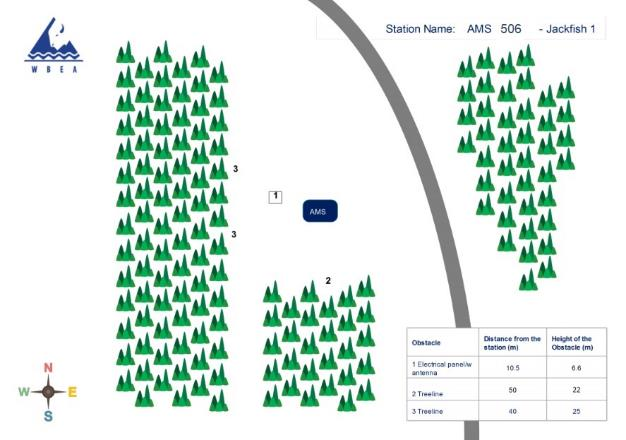 WBEA
Station Name: AMS 506 - Jackfish 1
3
1
AMS
3
2
Obstacle Distance from the station (m) Height of the Obstacle (m)
1 Electrical panel/w antenna 10.5 6.6
2 Treeline 50 22
3 Treeline 40 25
N
W E
S